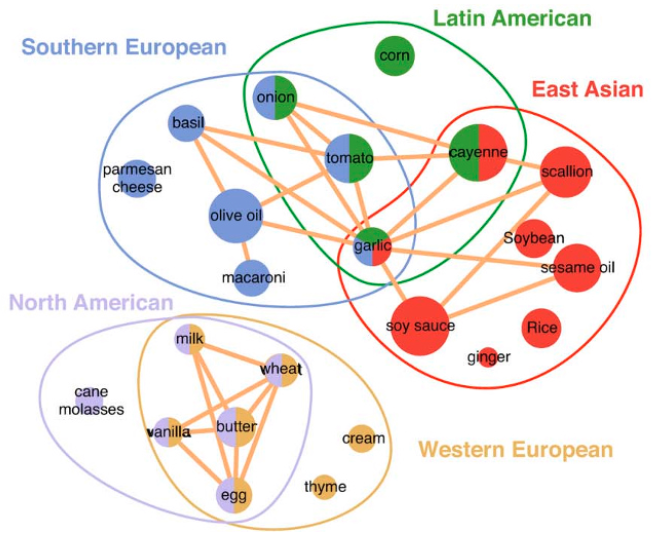 Latin American
Southern European
corn
East Asian
onion
basil
tomato
cayenne
scallion
parmesan
cheese
olive oil
garlic
Soybean
sesame oil
macaroni
North American
soy sauce
Rice
milk
ginger
wheat
cane
molasses
vanilla
butter
cream
Western European
egg
thyme